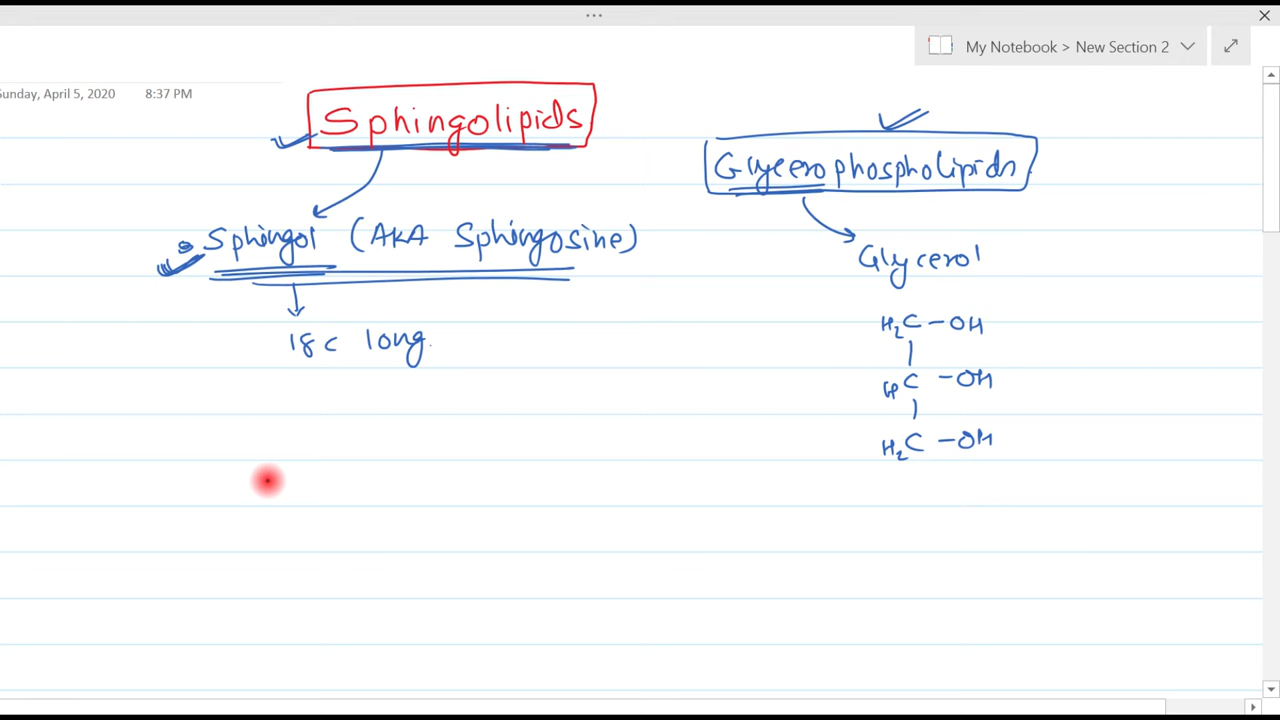 My Notebook > New Section 2
Sunday, April 5, 2020 8:37 PM
Sphingolipids
Glycerophospholipids
Sphingol (AKA Sphingosine)
Glycerol
18c long.
H2C - OH
HC - OH
H2C - OH